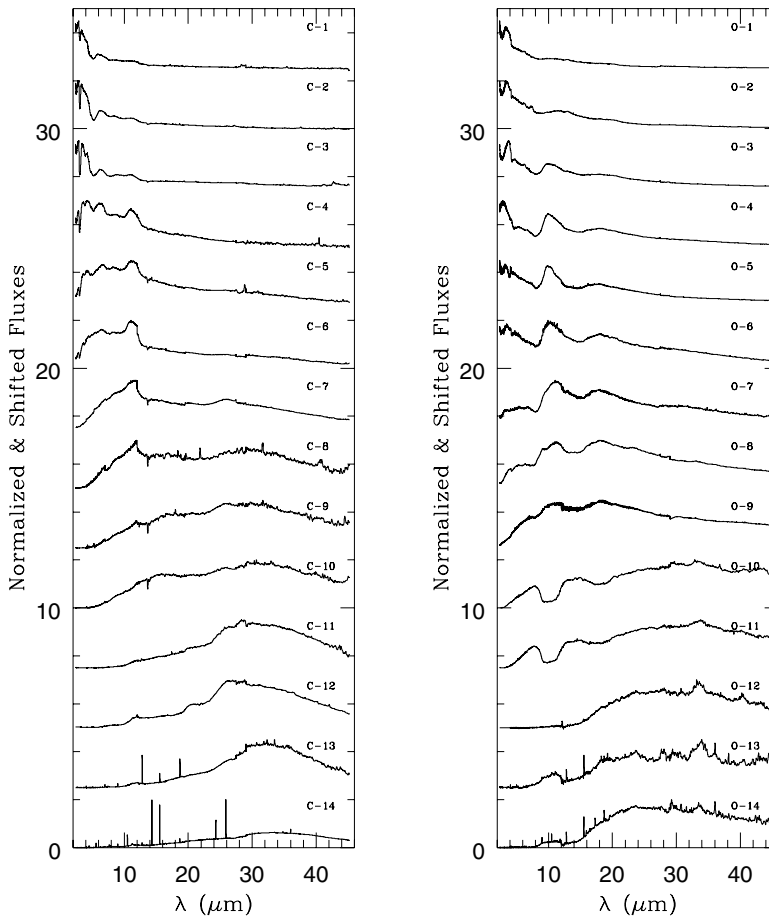 Normalized & Shifted Fluxes
30
20
10
0
C-1
C-2
C-3
C-4
C-5
C-6
C-7
C-8
C-9
C-10
C-11
C-12
C-13
C-14
10 20 30 40
λ (μm)
Normalized & Shifted Fluxes
30
20
10
0
O-1
O-2
O-3
O-4
O-5
O-6
O-7
O-8
O-9
O-10
O-11
O-12
O-13
O-14
10 20 30 40
λ (μm)